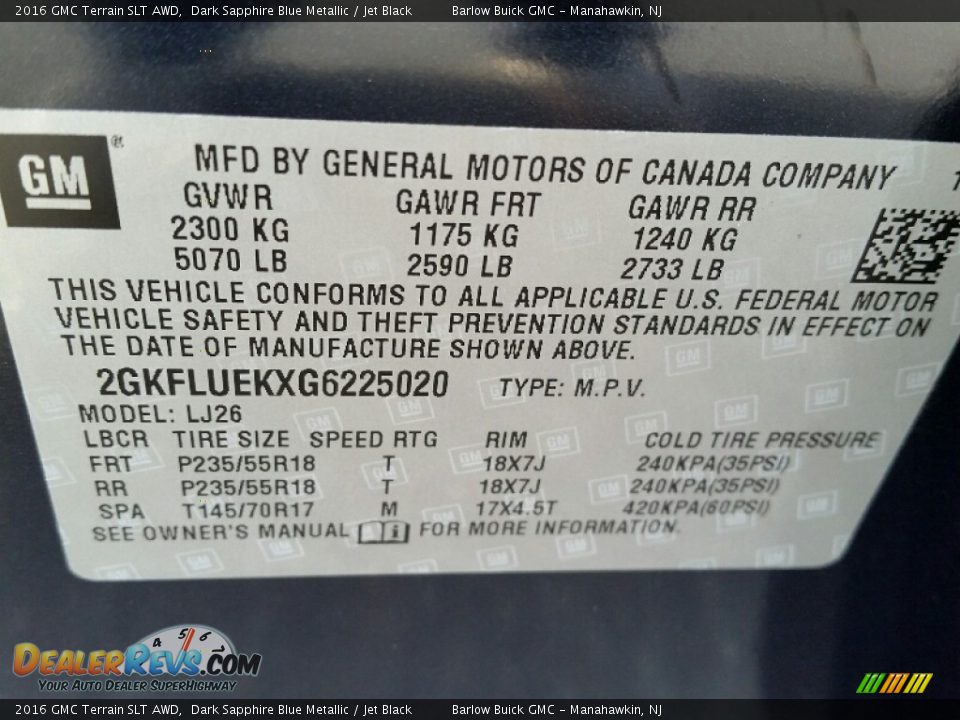 2016 GMC Terrain SLT AWD, Dark Sapphire Blue Metallic / Jet Black Barlow Buick GMC - Manahawkin, NJ
GM
MFD BY GENERAL MOTORS OF CANADA COMPANY
GVWR GAWR FRT GAWR RR
2300 KG 1175 KG 1240 KG
5070 LB 2590 LB 2733 LB
THIS VEHICLE CONFORMS TO ALL APPLICABLE U.S. FEDERAL MOTOR
VEHICLE SAFETY AND THEFT PREVENTION STANDARDS IN EFFECT ON
THE DATE OF MANUFACTURE SHOWN ABOVE.
2GKFLUEKXG6225020 TYPE: M.P.V.
MODEL: LJ26
LBCR TIRE SIZE SPEED RTG RIM COLD TIRE PRESSURE
FRT P235/55R18 T 18X7J 240KPA(35PSI)
RR P235/55R18 T 18X7J 240KPA(35PSI)
SPA T145/70R17 M 17X4.5T 420KPA(60PSI)
SEE OWNER'S MANUAL i FOR MORE INFORMATION.
4 5 6
DEALERREVS.COM
YOUR AUTO DEALER SUPERHIGHWAY
2016 GMC Terrain SLT AWD, Dark Sapphire Blue Metallic / Jet Black Barlow Buick GMC - Manahawkin, NJ